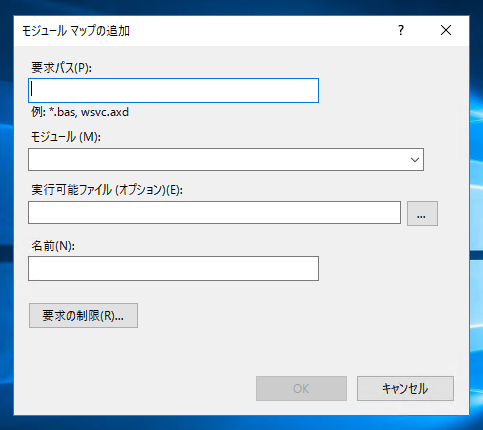 モジュール マップの追加
要求パス(P):
例: *.bas, wsvc.axd
モジュール (M):
実行可能ファイル (オプション)(E):
...
名前(N):
要求の制限(R)...
OK
キャンセル